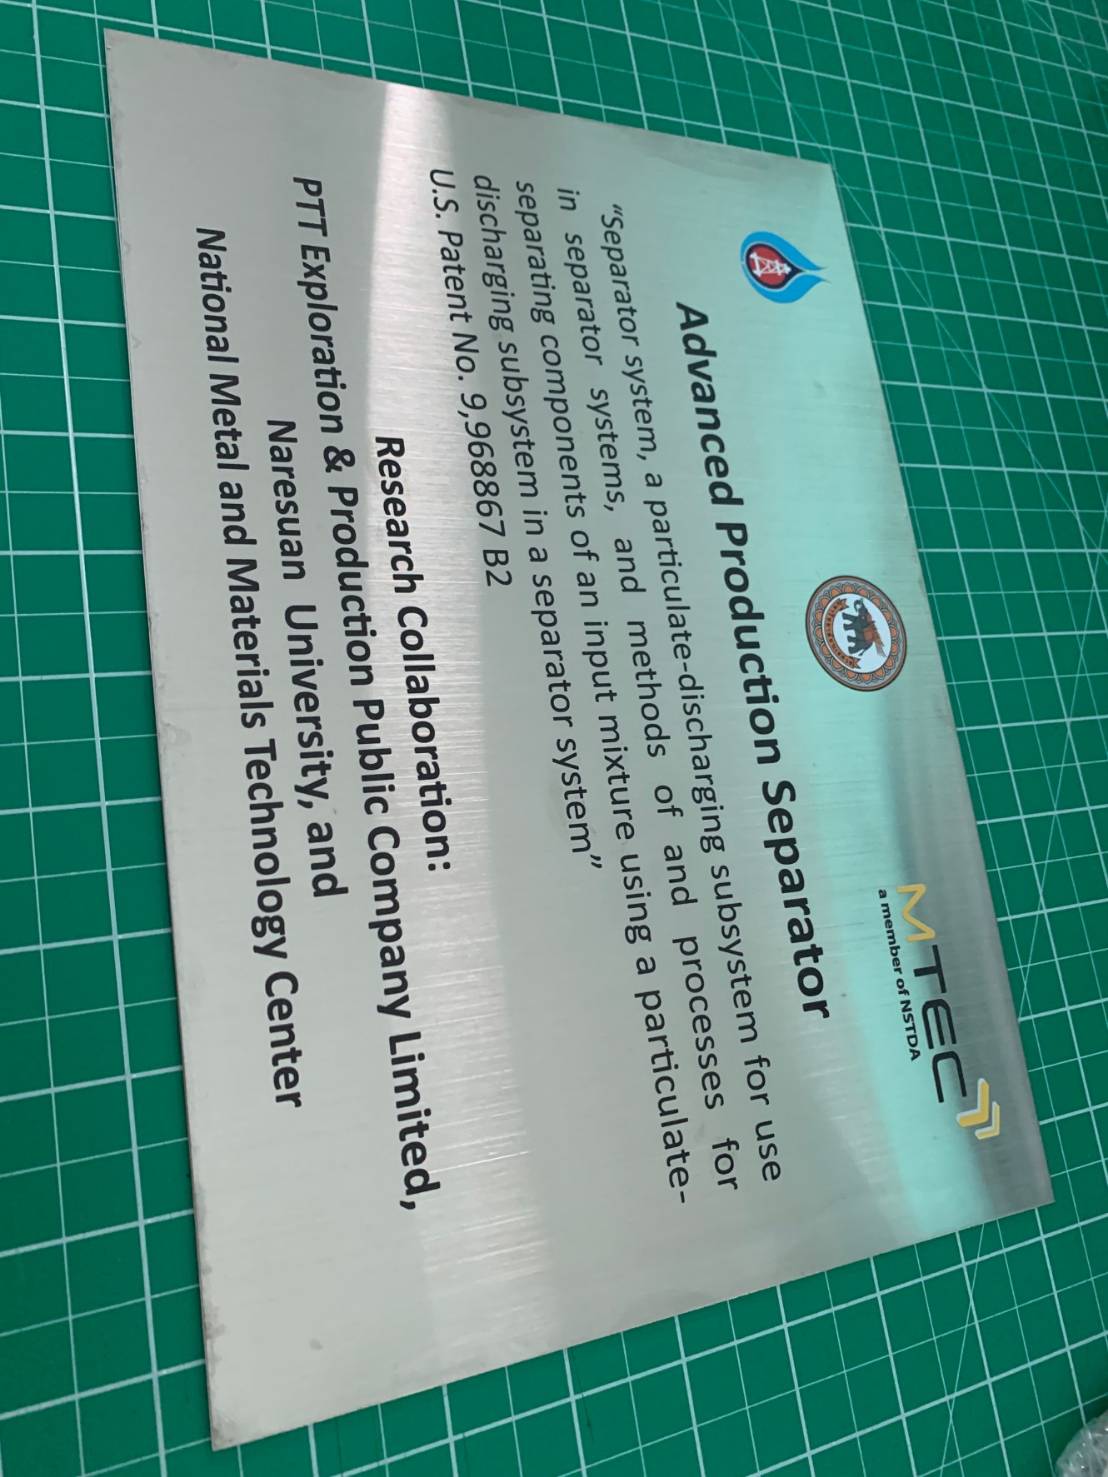 MTEC
a member of NSTDA
Advanced Production Separator
“Separator system, a particulate-discharging subsystem for use
in separator systems, and methods of and processes for
separating components of an input mixture using a particulate-
discharging subsystem in a separator system”
U.S. Patent No. 9,968867 B2
Research Collaboration:
PTT Exploration & Production Public Company Limited,
Naresuan University, and
National Metal and Materials Technology Center